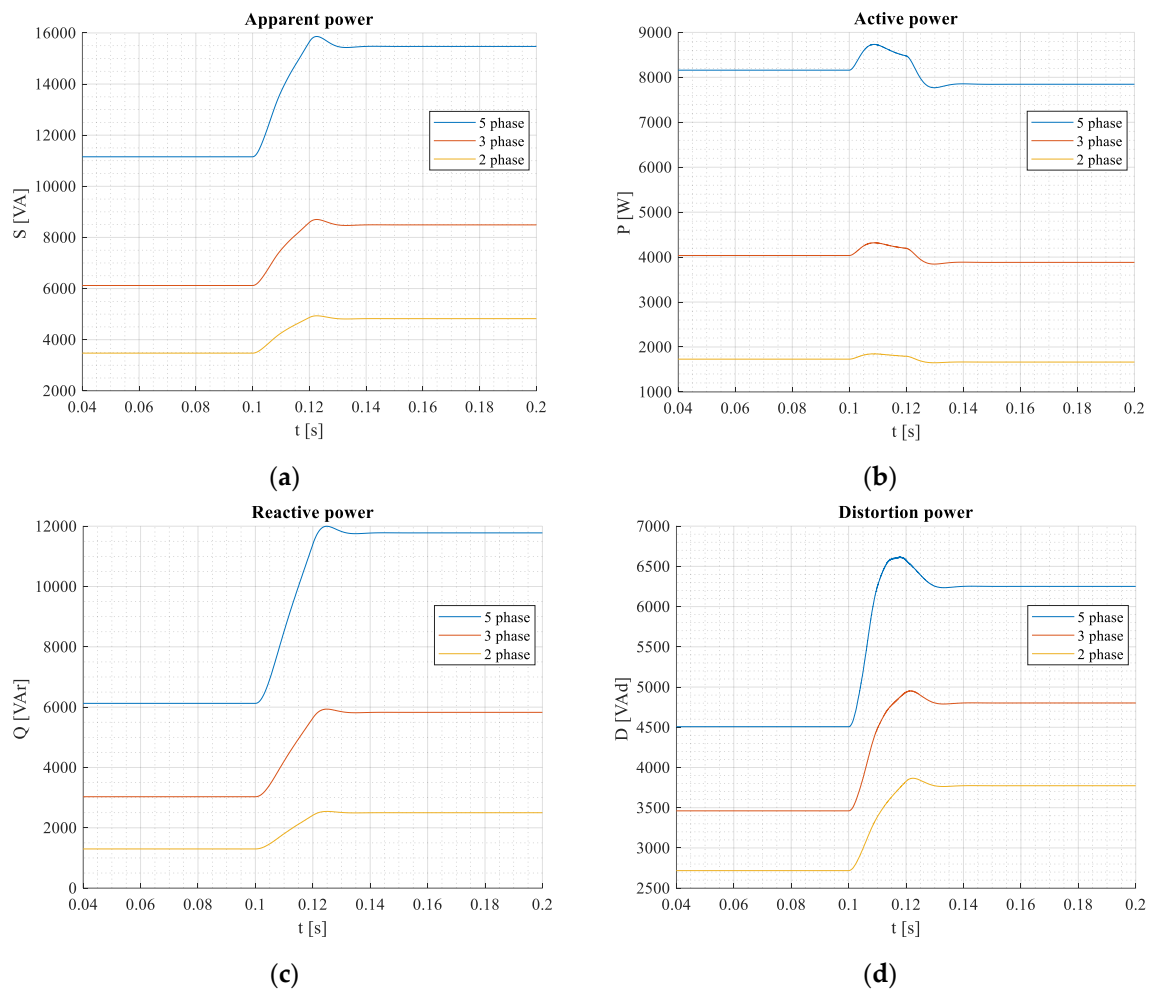 Apparent power
16000
14000
12000
10000
8000
6000
4000
2000
S [VA]
5 phase
3 phase
2 phase
0.04 0.06 0.08 0.1 0.12 0.14 0.16 0.18 0.2
t [s]
(a)
Active power
9000
8000
7000
6000
5000
4000
3000
2000
1000
P [W]
5 phase
3 phase
2 phase
0.04 0.06 0.08 0.1 0.12 0.14 0.16 0.18 0.2
t [s]
(b)
Reactive power
12000
10000
8000
6000
4000
2000
0
Q [VAr]
5 phase
3 phase
2 phase
0.04 0.06 0.08 0.1 0.12 0.14 0.16 0.18 0.2
t [s]
(c)
Distortion power
7000
6500
6000
5500
5000
4500
4000
3500
3000
2500
D [VAd]
5 phase
3 phase
2 phase
0.04 0.06 0.08 0.1 0.12 0.14 0.16 0.18 0.2
t [s]
(d)